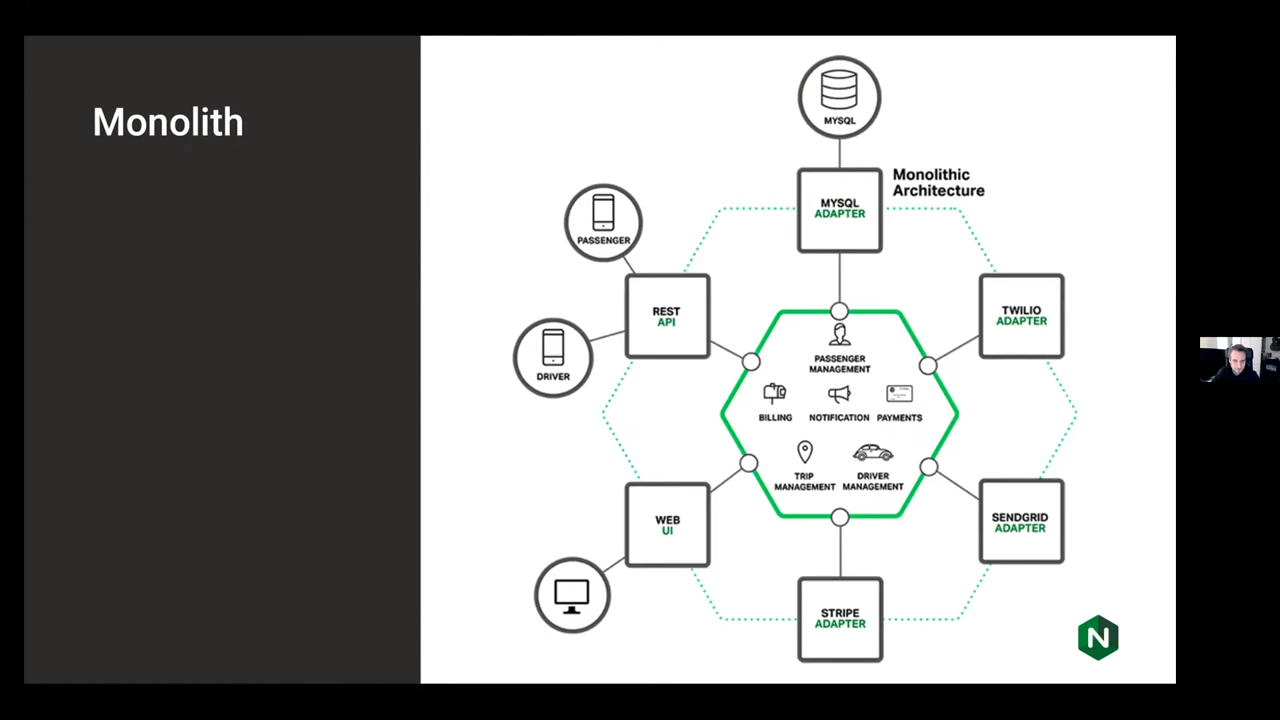 Monolith
MYSQL
Monolithic
Architecture
MYSQL
ADAPTER
PASSENGER
REST
API
TWILIO
ADAPTER
DRIVER
PASSENGER
MANAGEMENT
BILLING
NOTIFICATION
PAYMENTS
TRIP
MANAGEMENT
DRIVER
MANAGEMENT
WEB
UI
SENDGRID
ADAPTER
STRIPE
ADAPTER
N